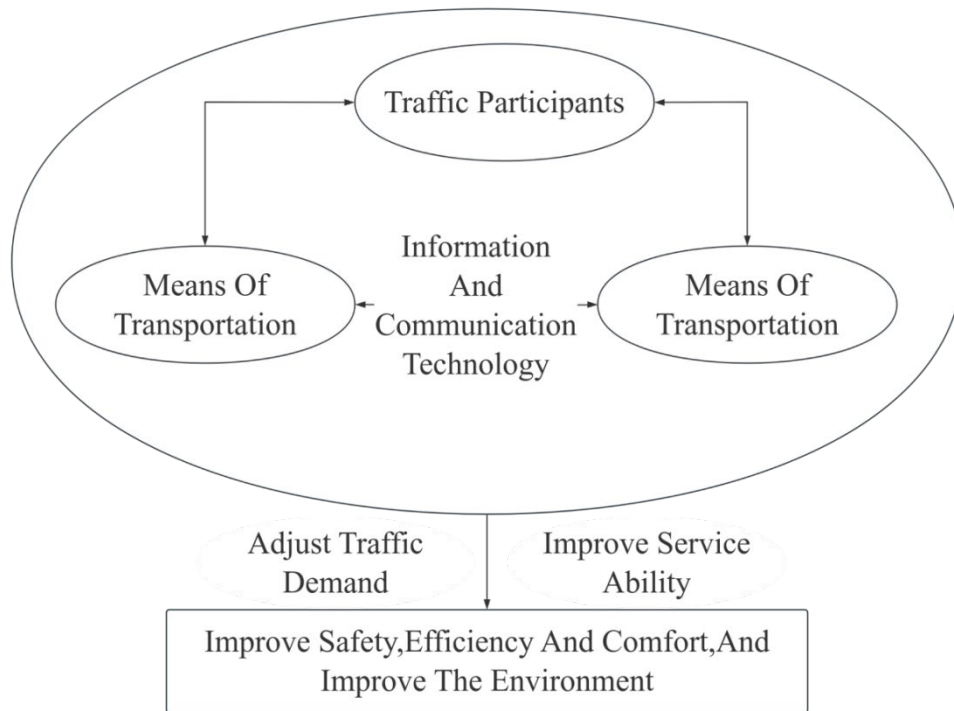 Traffic Participants
Means Of
Transportation
Information
And
Communication
Technology
Means Of
Transportation
Adjust Traffic
Demand
Improve Service
Ability
Improve Safety,Efficiency And Comfort,And
Improve The Environment